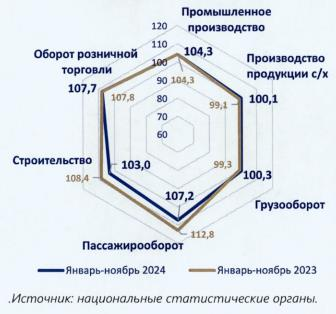 Промышленное
производство
120
110
100
90
80
70
60
104,3
104,3
Оборот розничной
торговли
107,7
107,8
Производство
продукции с/х
100,1
99,1
Строительство
108,4
103,0
99,3
100,3
Грузооборот
107,2
112,8
Пассажирооборот
Январь-ноябрь 2024 Январь-ноябрь 2023
.Источник: национальные статистические органы.